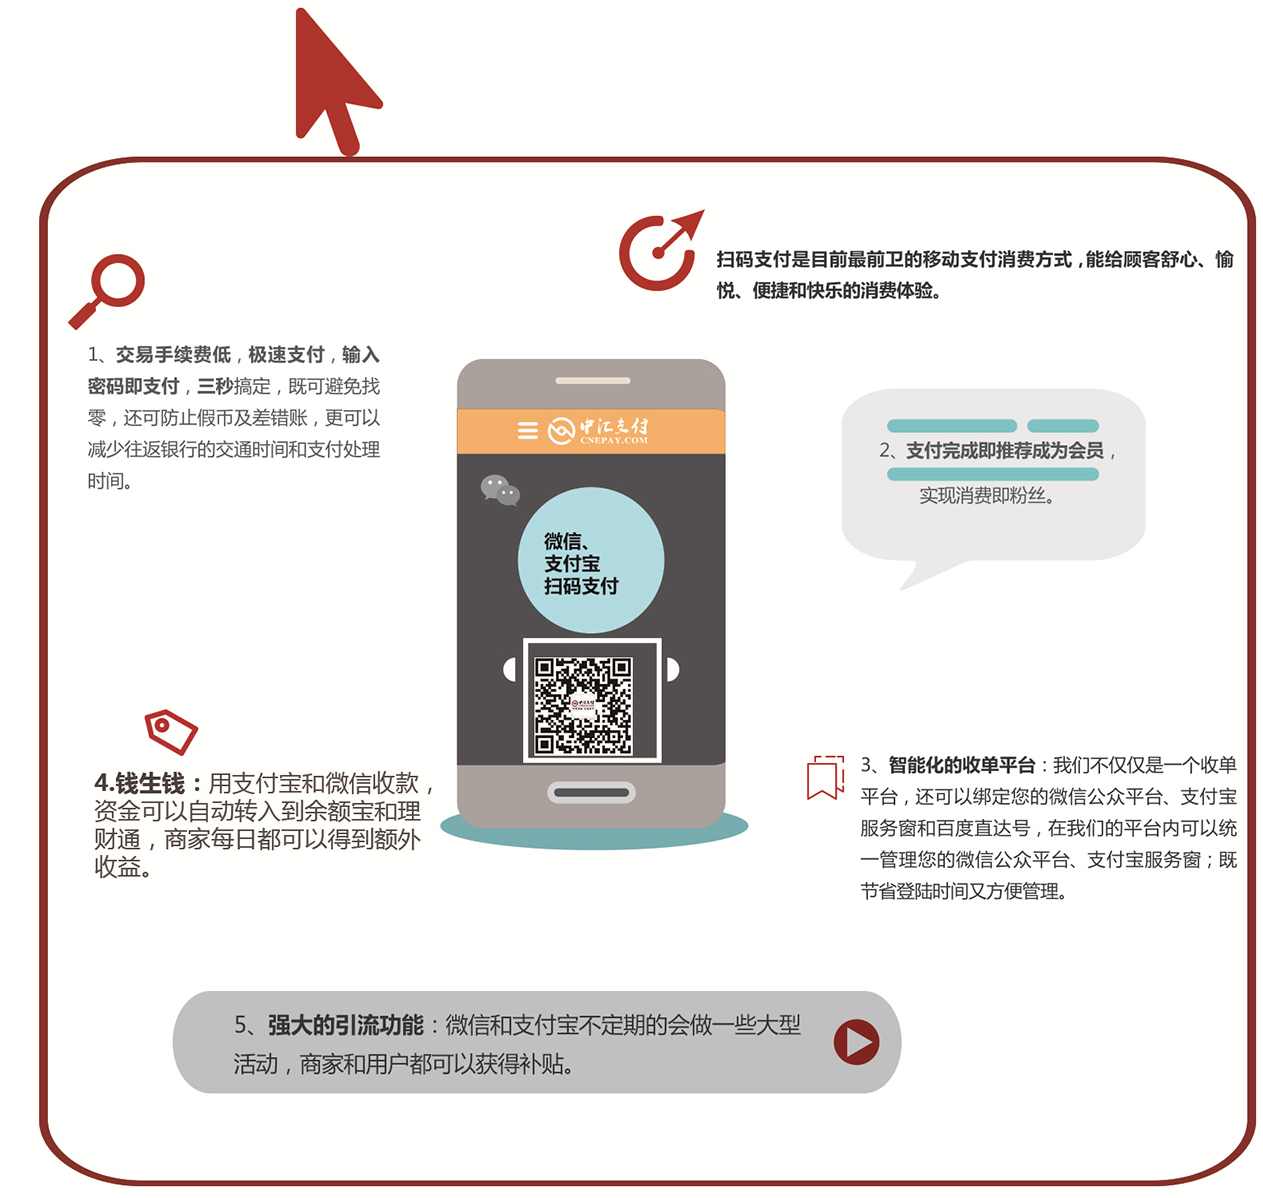 扫码支付是目前最前卫的移动支付消费方式，能给顾客舒心、愉
悦、便捷和快乐的消费体验。
1、交易手续费低，极速支付，输入
密码即支付，三秒搞定，既可避免找
零，还可防止假币及差错账，更可以
减少往返银行的交通时间和支付处理
时间。
中汇支付
CNEPAY.COM
微信、
支付宝
扫码支付
中汇支付
2、支付完成即推荐成为会员，
实现消费即粉丝。
3、智能化的收单平台：我们不仅仅是一个收单
平台，还可以绑定您的微信公众平台、支付宝
服务窗和百度直达号，在我们的平台内可以统
一管理您的微信公众平台、支付宝服务窗；既
节省登陆时间又方便管理。
4.钱生钱：用支付宝和微信收款，
资金可以自动转入到余额宝和理
财通，商家每日都可以得到额外
收益。
5、强大的引流功能：微信和支付宝不定期的会做一些大型
活动，商家和用户都可以获得补贴。